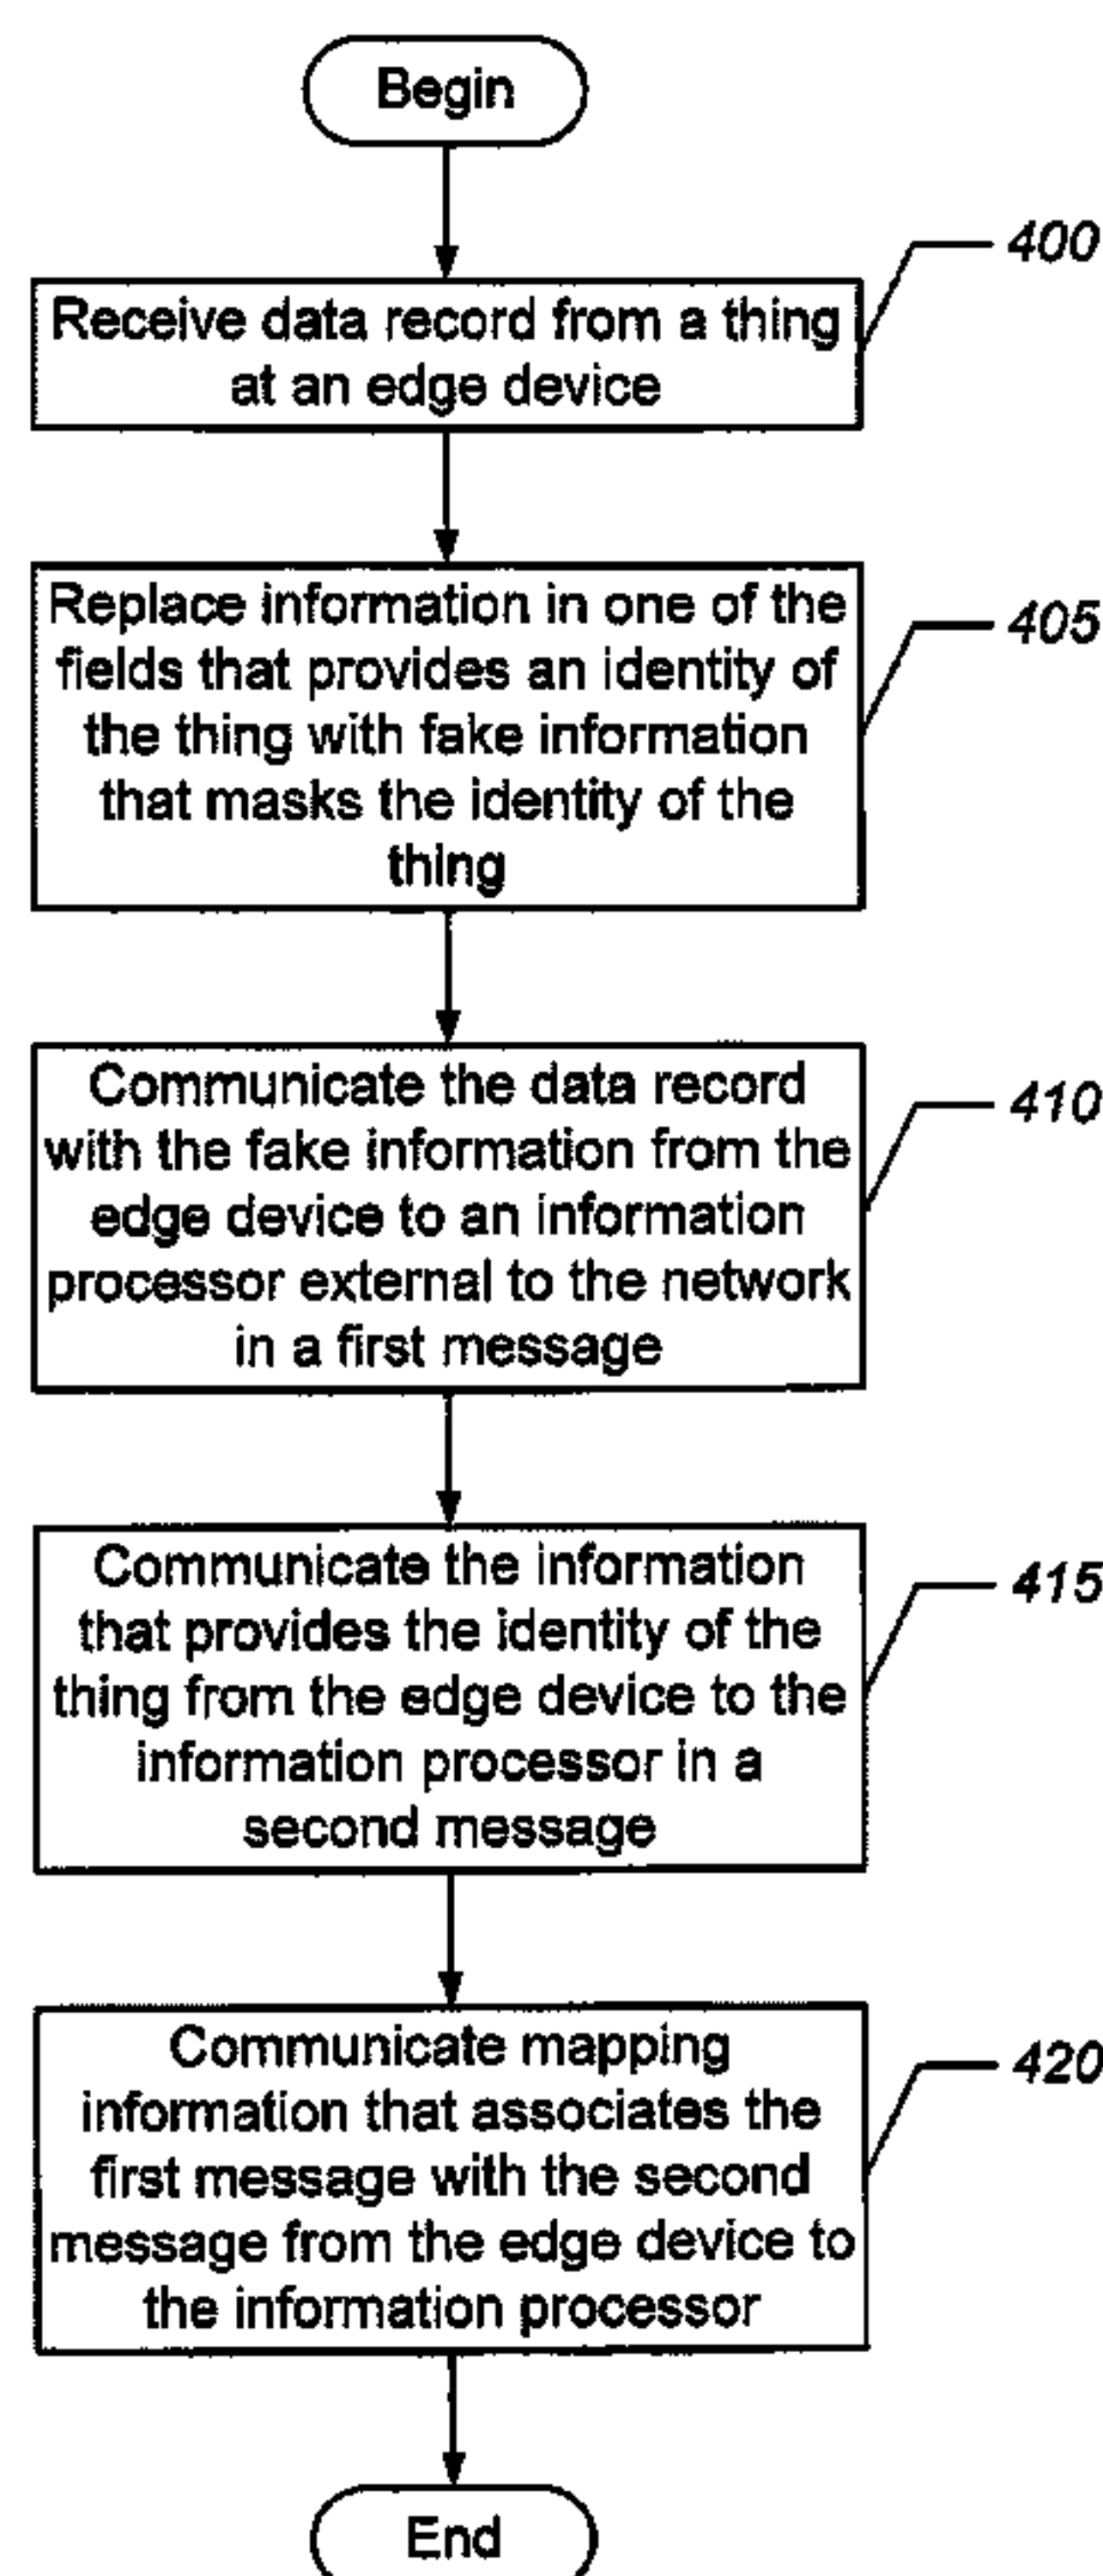 Begin
400
Receive data record from a thing
at an edge device
405
Replace information in one of the
fields that provides an identity of
the thing with fake information
that masks the identity of the
thing
410
Communicate the data record
with the fake information from the
edge device to an information
processor external to the network
in a first message
415
Communicate the information
that provides the identity of the
thing from the edge device to the
information processor in a
second message
420
Communicate mapping
information that associates the
first message with the second
message from the edge device to
the information processor
End